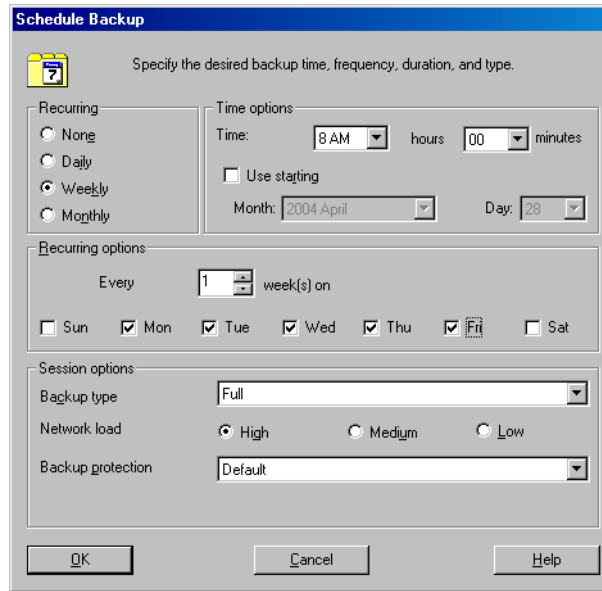 Schedule Backup
7
Specify the desired backup time, frequency, duration, and type.
Recurring
None
Daily
Weekly
Monthly
Time options
Time: 8 AM hours 00 minutes
Use starting
Month: 2004 April Day: 28
Recurring options
Every 1 week(s) on
Sun Mon Tue Wed Thu Fri Sat
Session options
Backup type Full
Network load High Medium Low
Backup protection Default
OK Cancel Help